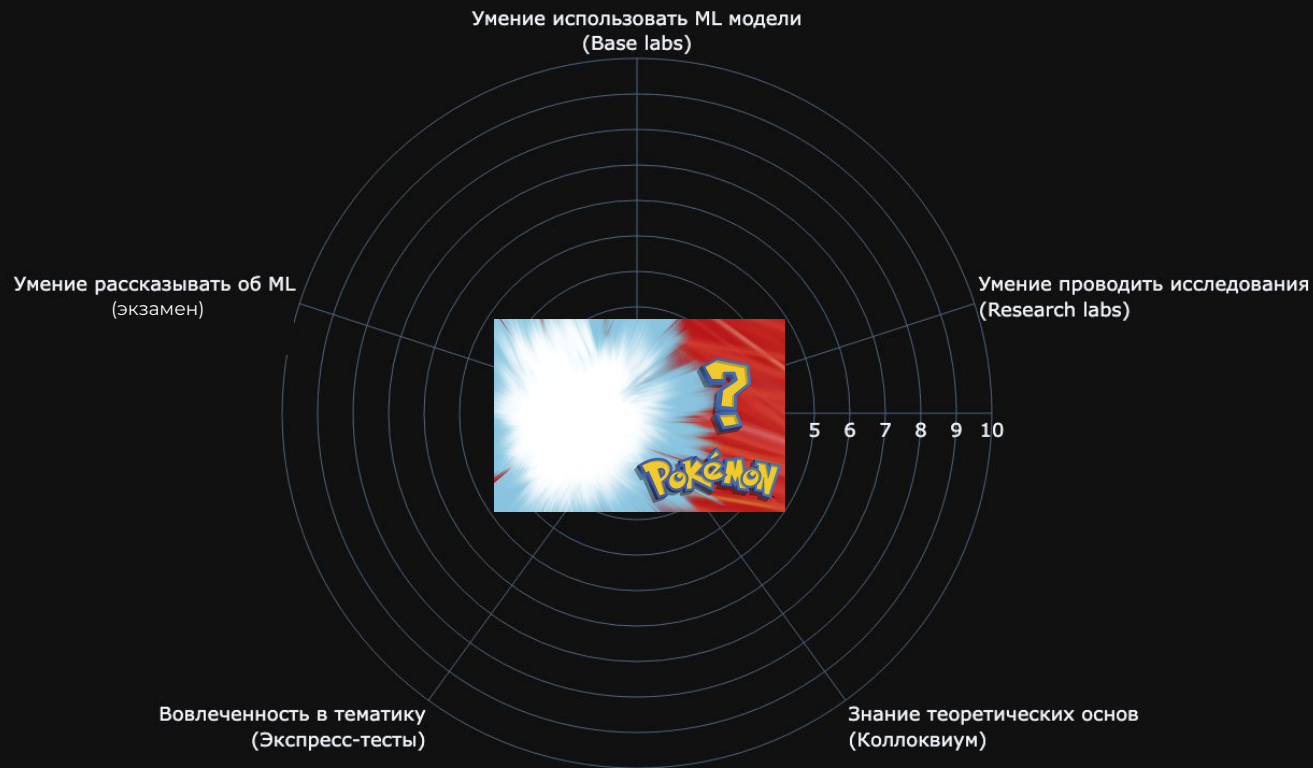 Умение использовать ML модели
(Base labs)
Умение рассказывать об ML
(экзамен)
Умение проводить исследования
(Research labs)
?
POKéMON
5 6 7 8 9 10
Вовлеченность в тематику
(Экспресс-тесты)
Знание теоретических основ
(Коллоквиум)